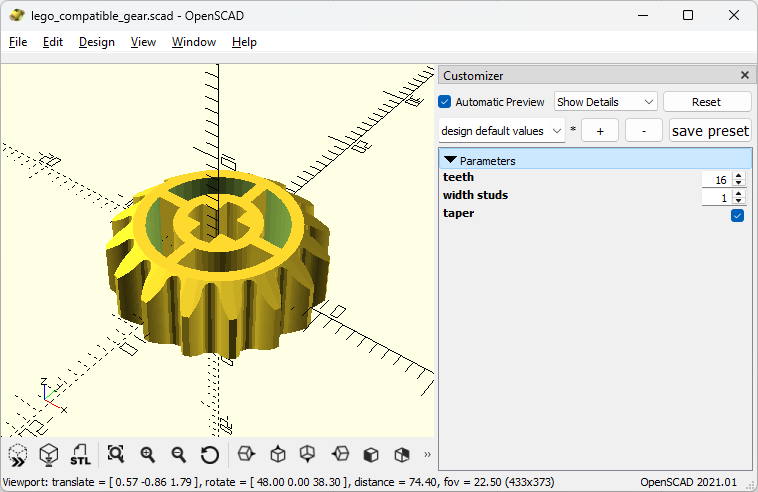 lego_compatible_gear.scad - OpenSCAD
File Edit Design View Window Help
Customizer
Automatic Preview Show Details Reset
design default values * + - save preset
Parameters
teeth 16
width studs 1
taper
z
x
STL
»
Viewport: translate = [ 0.57 -0.86 1.79 ], rotate = [ 48.00 0.00 38.30 ], distance = 74.40, fov = 22.50 (433x373) OpenSCAD 2021.01